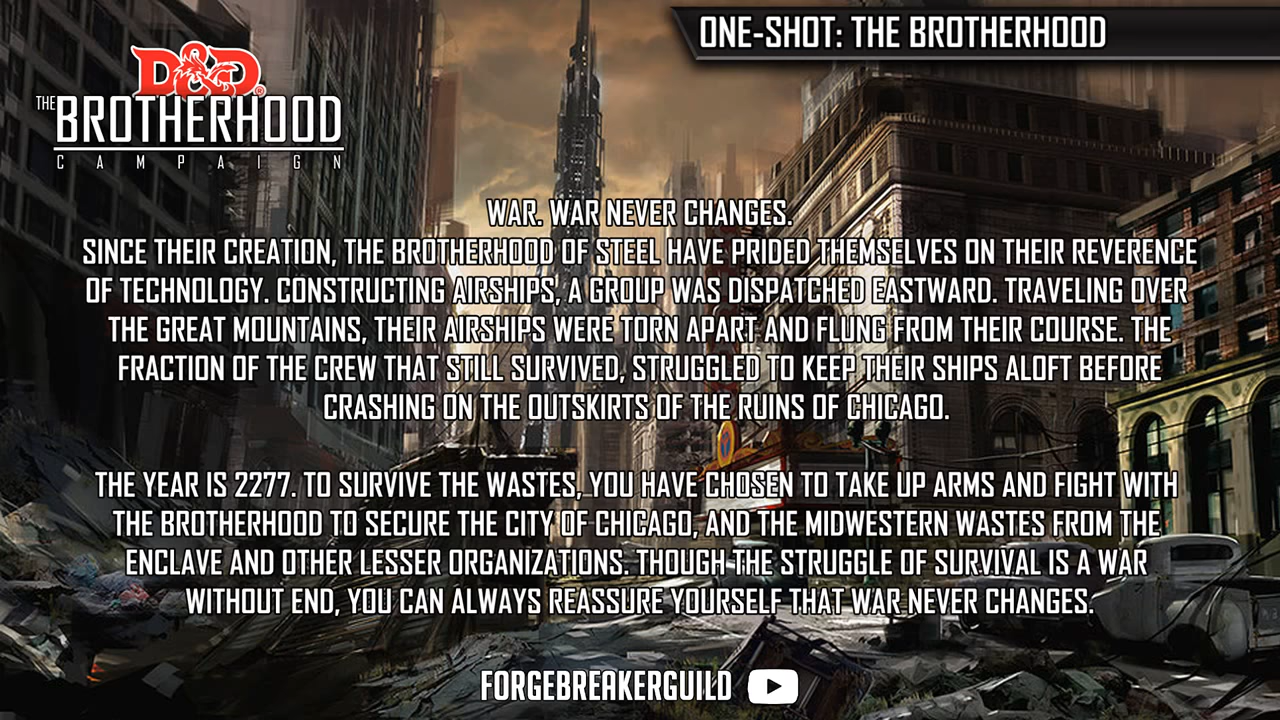 ONE-SHOT: THE BROTHERHOOD
D&D®
THE BROTHERHOOD
CAMPAIGN
WAR. WAR NEVER CHANGES.
SINCE THEIR CREATION, THE BROTHERHOOD OF STEEL HAVE PRIDED THEMSELVES ON THEIR REVERENCE
OF TECHNOLOGY. CONSTRUCTING AIRSHIPS, A GROUP WAS DISPATCHED EASTWARD. TRAVELING OVER
THE GREAT MOUNTAINS, THEIR AIRSHIPS WERE TORN APART AND FLUNG FROM THEIR COURSE. THE
FRACTION OF THE CREW THAT STILL SURVIVED, STRUGGLED TO KEEP THEIR SHIPS ALOFT BEFORE
CRASHING ON THE OUTSKIRTS OF THE RUINS OF CHICAGO.
THE YEAR IS 2277. TO SURVIVE THE WASTES, YOU HAVE CHOSEN TO TAKE UP ARMS AND FIGHT WITH
THE BROTHERHOOD TO SECURE THE CITY OF CHICAGO, AND THE MIDWESTERN WASTES FROM THE
ENCLAVE AND OTHER LESSER ORGANIZATIONS. THOUGH THE STRUGGLE OF SURVIVAL IS A WAR
WITHOUT END, YOU CAN ALWAYS REASSURE YOURSELF THAT WAR NEVER CHANGES.
FORGEBREAKERGUILD